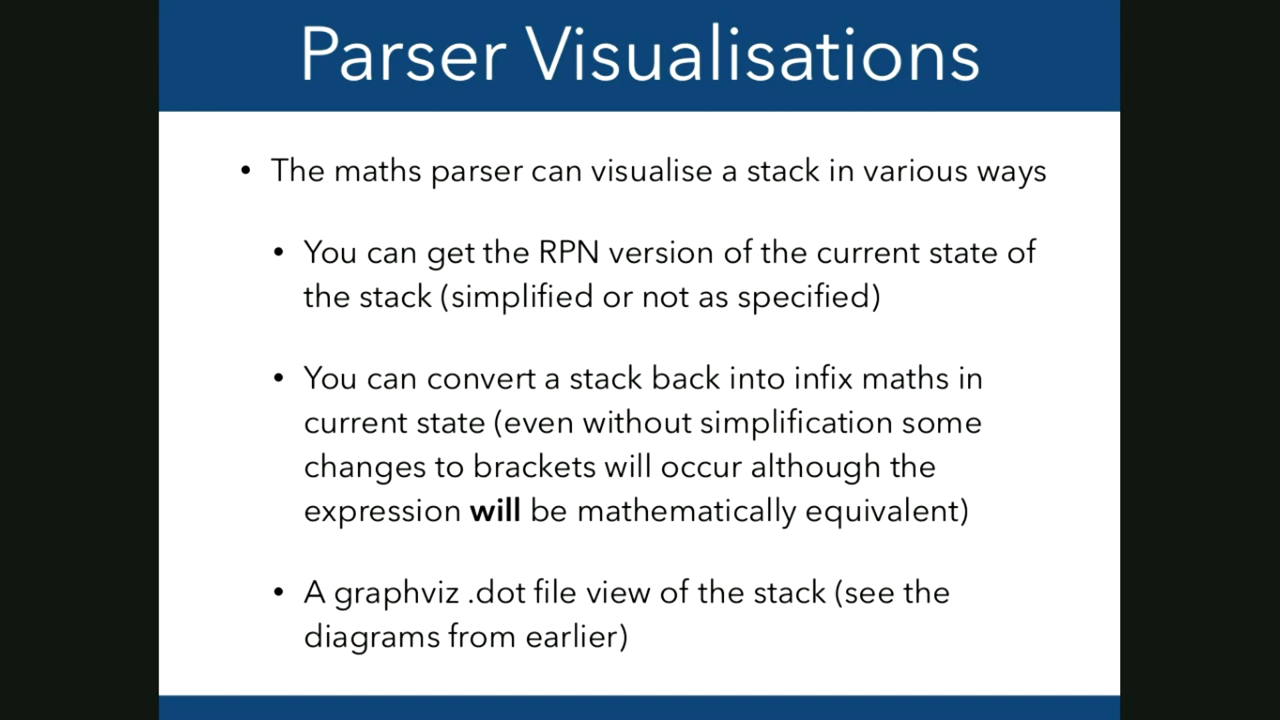 Parser Visualisations
• The maths parser can visualise a stack in various ways
• You can get the RPN version of the current state of
the stack (simplified or not as specified)
• You can convert a stack back into infix maths in
current state (even without simplification some
changes to brackets will occur although the
expression will be mathematically equivalent)
• A graphviz .dot file view of the stack (see the
diagrams from earlier)